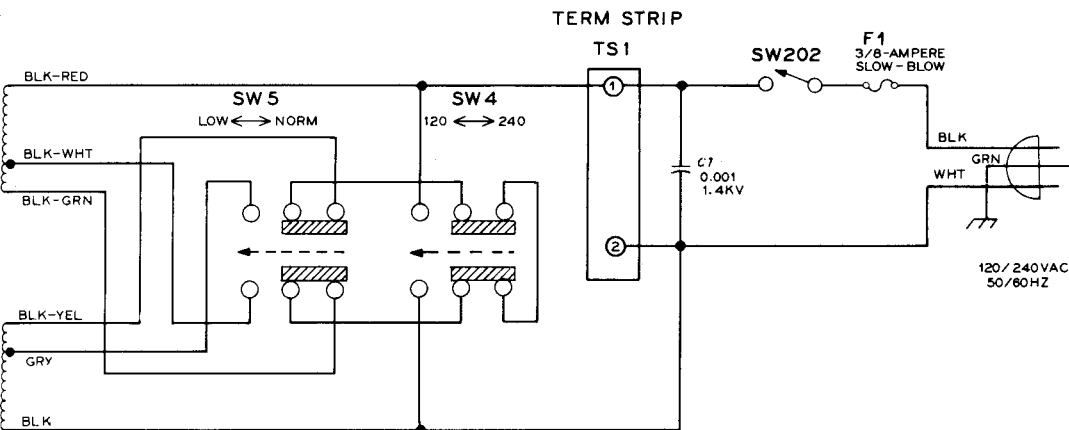 TERM STRIP
TS1
F1
3/8-AMPERE
SLOW-BLOW
SW202
BLK-RED
SW5
LOW NORM
SW4
120 240
1
BLK-WHT
BLK
GRN
WHT
C7
0.001
1.4KV
BLK-GRN
2
120/240VAC
50/60HZ
BLK-YEL
GRY
BLK